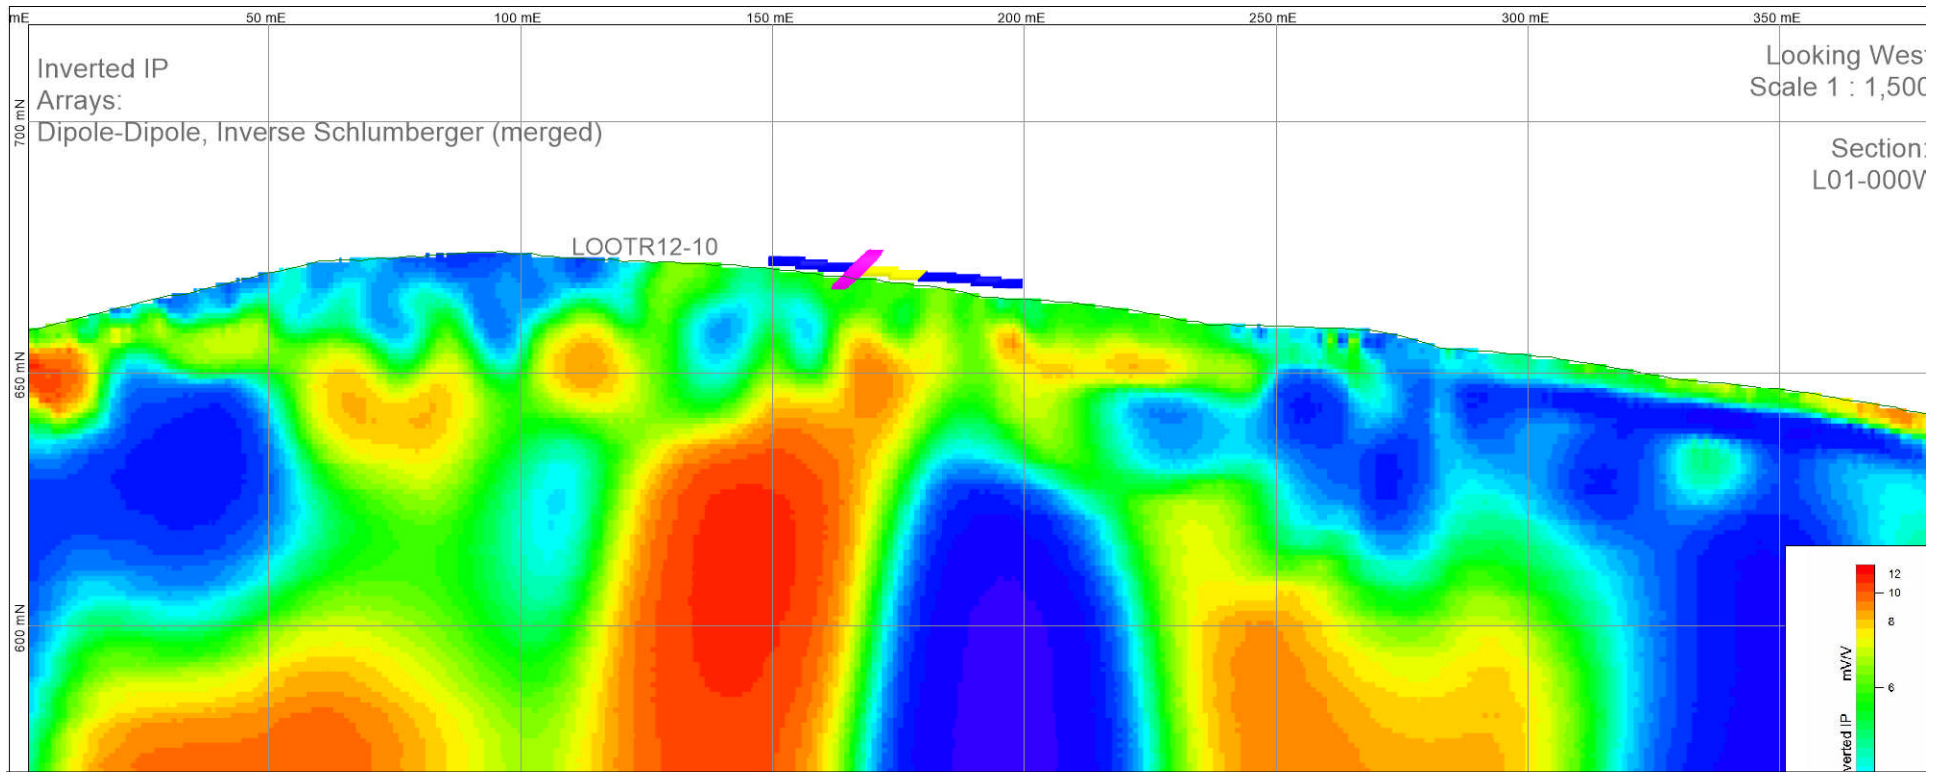 mE 50 mE 100 mE 150 mE 200 mE 250 mE 300 mE 350 mE
Inverted IP
Arrays:
Dipole-Dipole, Inverse Schlumberger (merged)
Looking West
Scale 1 : 1,500
Section:
L01-000W
700 mN
LOOTR12-10
650 mN
600 mN
12
10
8
6
verted IP mV/V